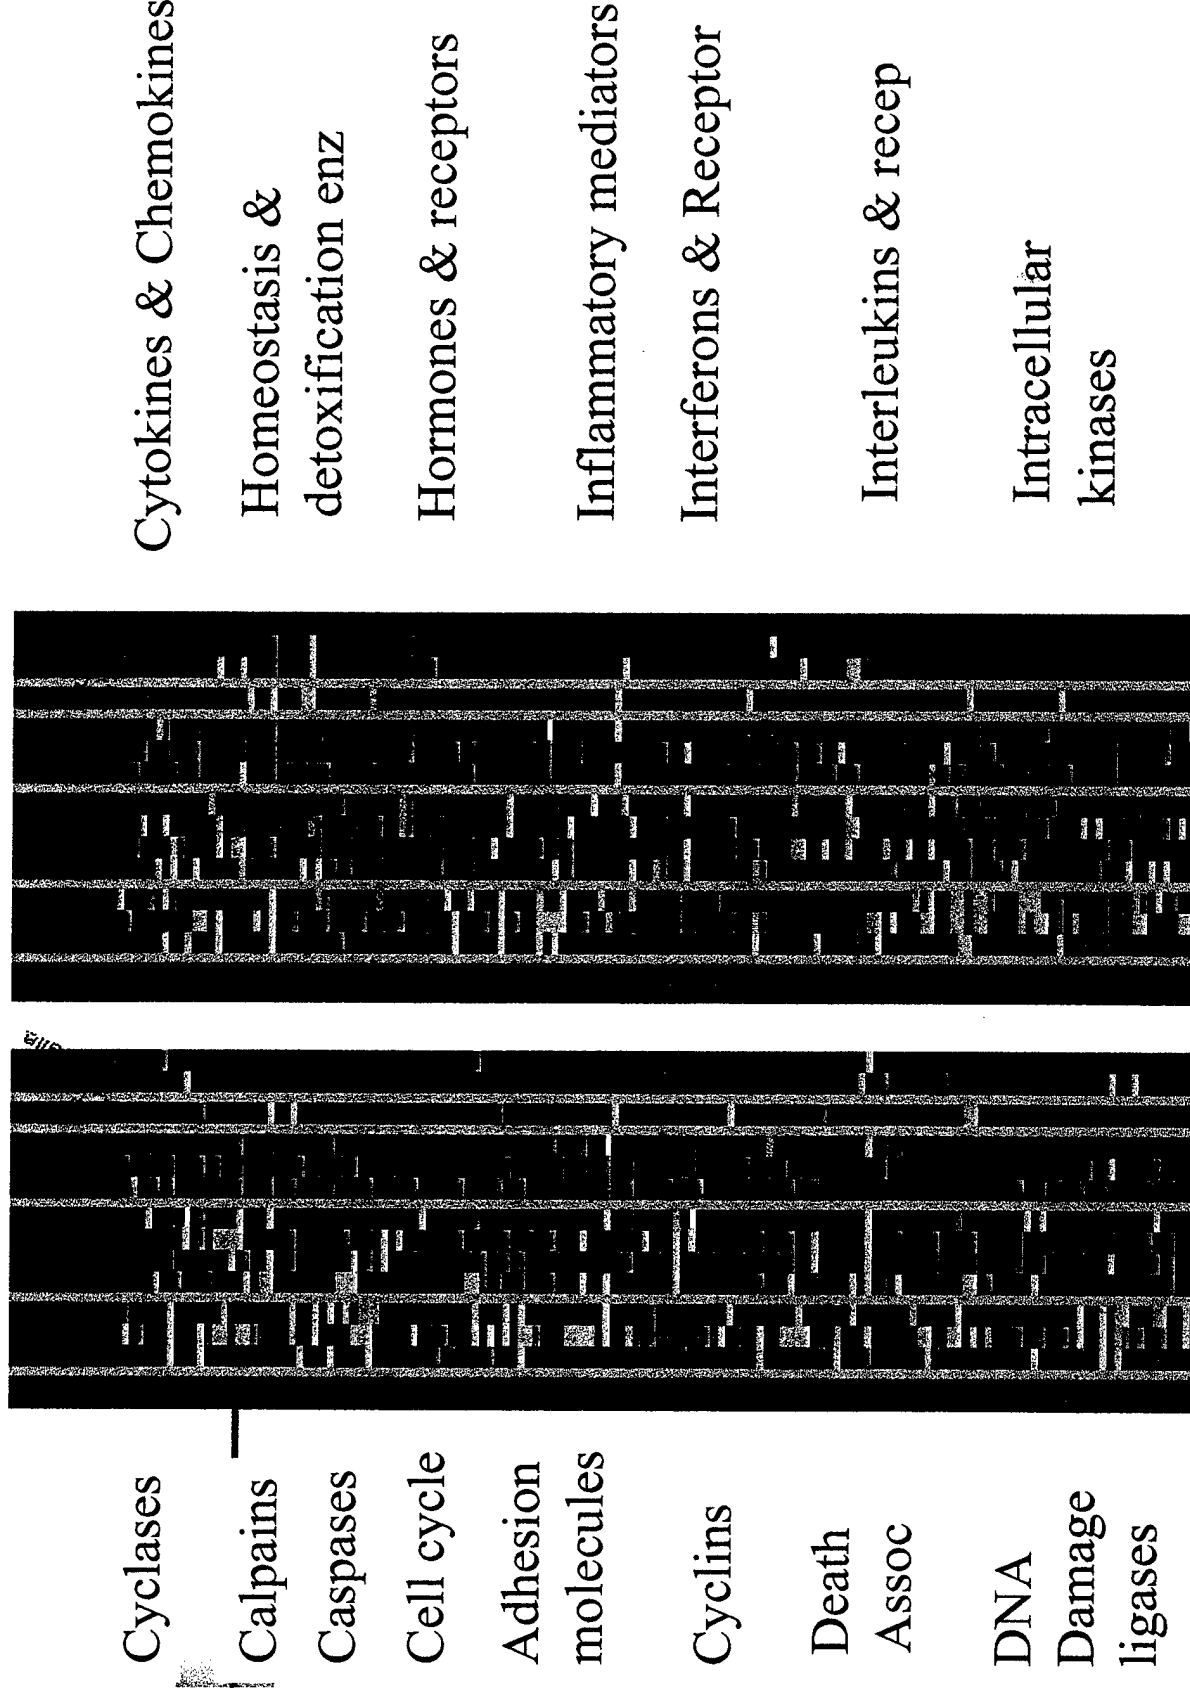 Cyclases
Calpains
Caspases
Cell cycle
Adhesion
molecules
Cyclins
Death
Assoc
DNA
Damage
ligases
Cytokines & Chemokines
Homeostasis &
detoxification enz
Hormones & receptors
Inflammatory mediators
Interferons & Receptor
Interleukins & recep
Intracellular
kinases